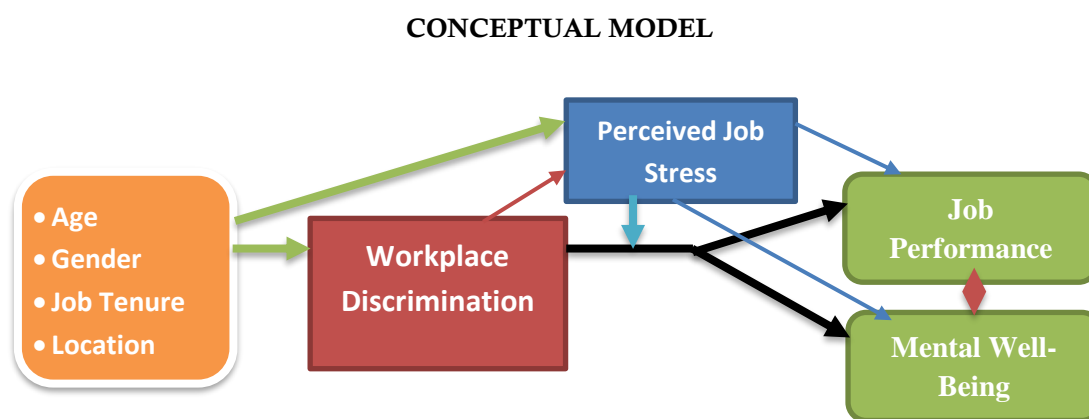 CONCEPTUAL MODEL
• Age
• Gender
• Job Tenure
• Location
Workplace
Discrimination
Perceived Job
Stress
Job
Performance
Mental Well-
Being